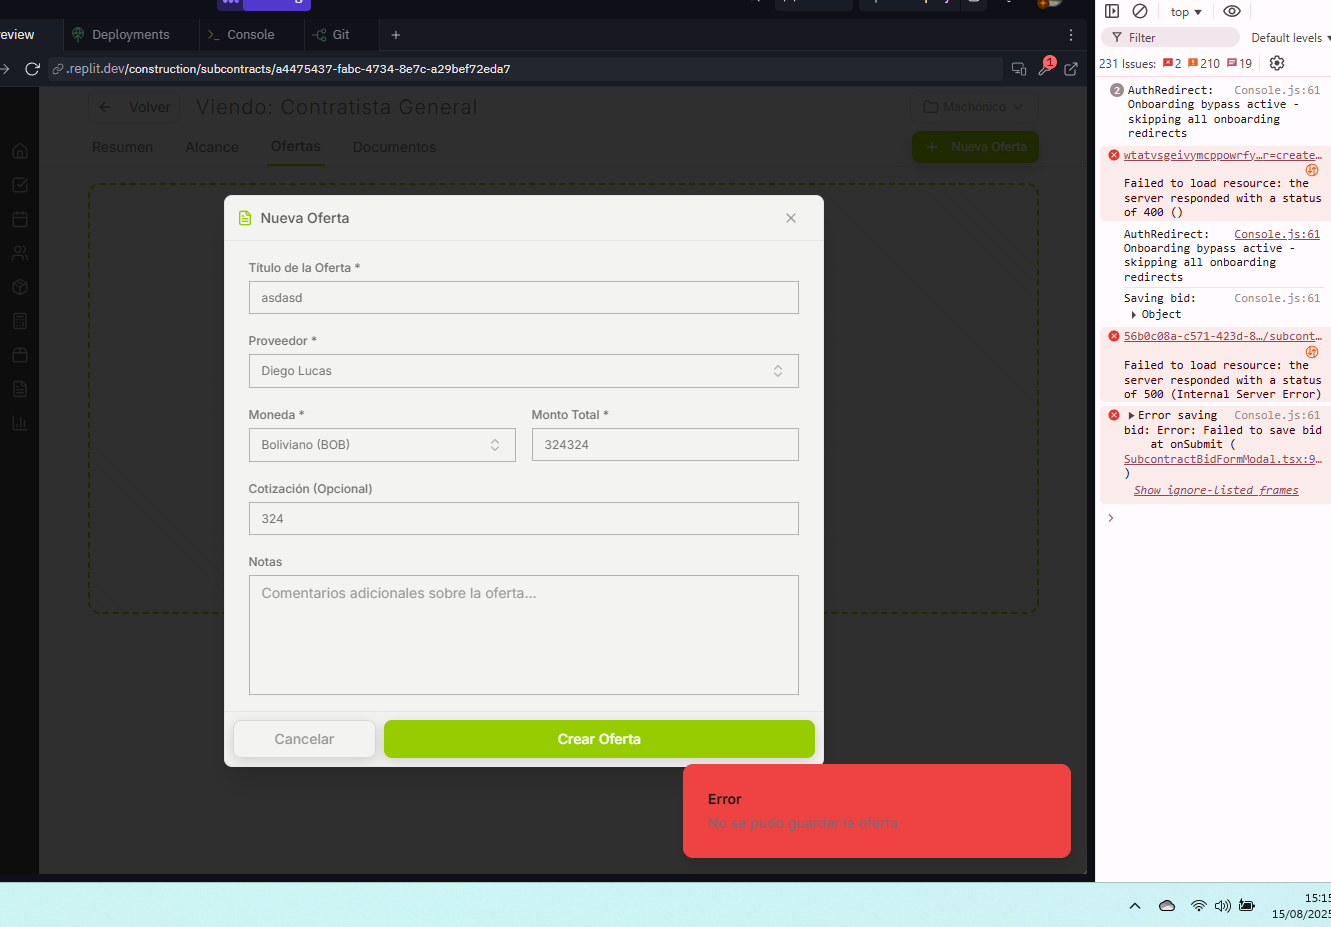 eview
Deployments
Console
Git
.replit.dev/construction/subcontracts/a4475437-fabc-4734-8e7c-a29bef72eda7
1
Volver
Viendo: Contratista General
Machónico
Resumen
Alcance
Ofertas
Documentos
Nueva Oferta
Nueva Oferta
Título de la Oferta *
asdasd
Proveedor *
Diego Lucas
Moneda *
Monto Total *
Boliviano (BOB)
324324
Cotización (Opcional)
324
Notas
Comentarios adicionales sobre la oferta...
Cancelar
Crear Oferta
Error
No se pudo guardar la oferta
top
Filter
Default levels
231 Issues: 2 210 19
2 AuthRedirect: Console.js:61
Onboarding bypass active -
skipping all onboarding
redirects
wtatvsgeivymcppowrfy…r=create…
Failed to load resource: the
server responded with a status
of 400 ()
AuthRedirect: Console.js:61
Onboarding bypass active -
skipping all onboarding
redirects
Saving bid: Console.js:61
Object
56b0c08a-c571-423d-8…/subcont…
Failed to load resource: the
server responded with a status
of 500 (Internal Server Error)
Error saving Console.js:61
bid: Error: Failed to save bid
at onSubmit (
SubcontractBidFormModal.tsx:9…
)
Show ignore-listed frames
15:15
15/08/2025